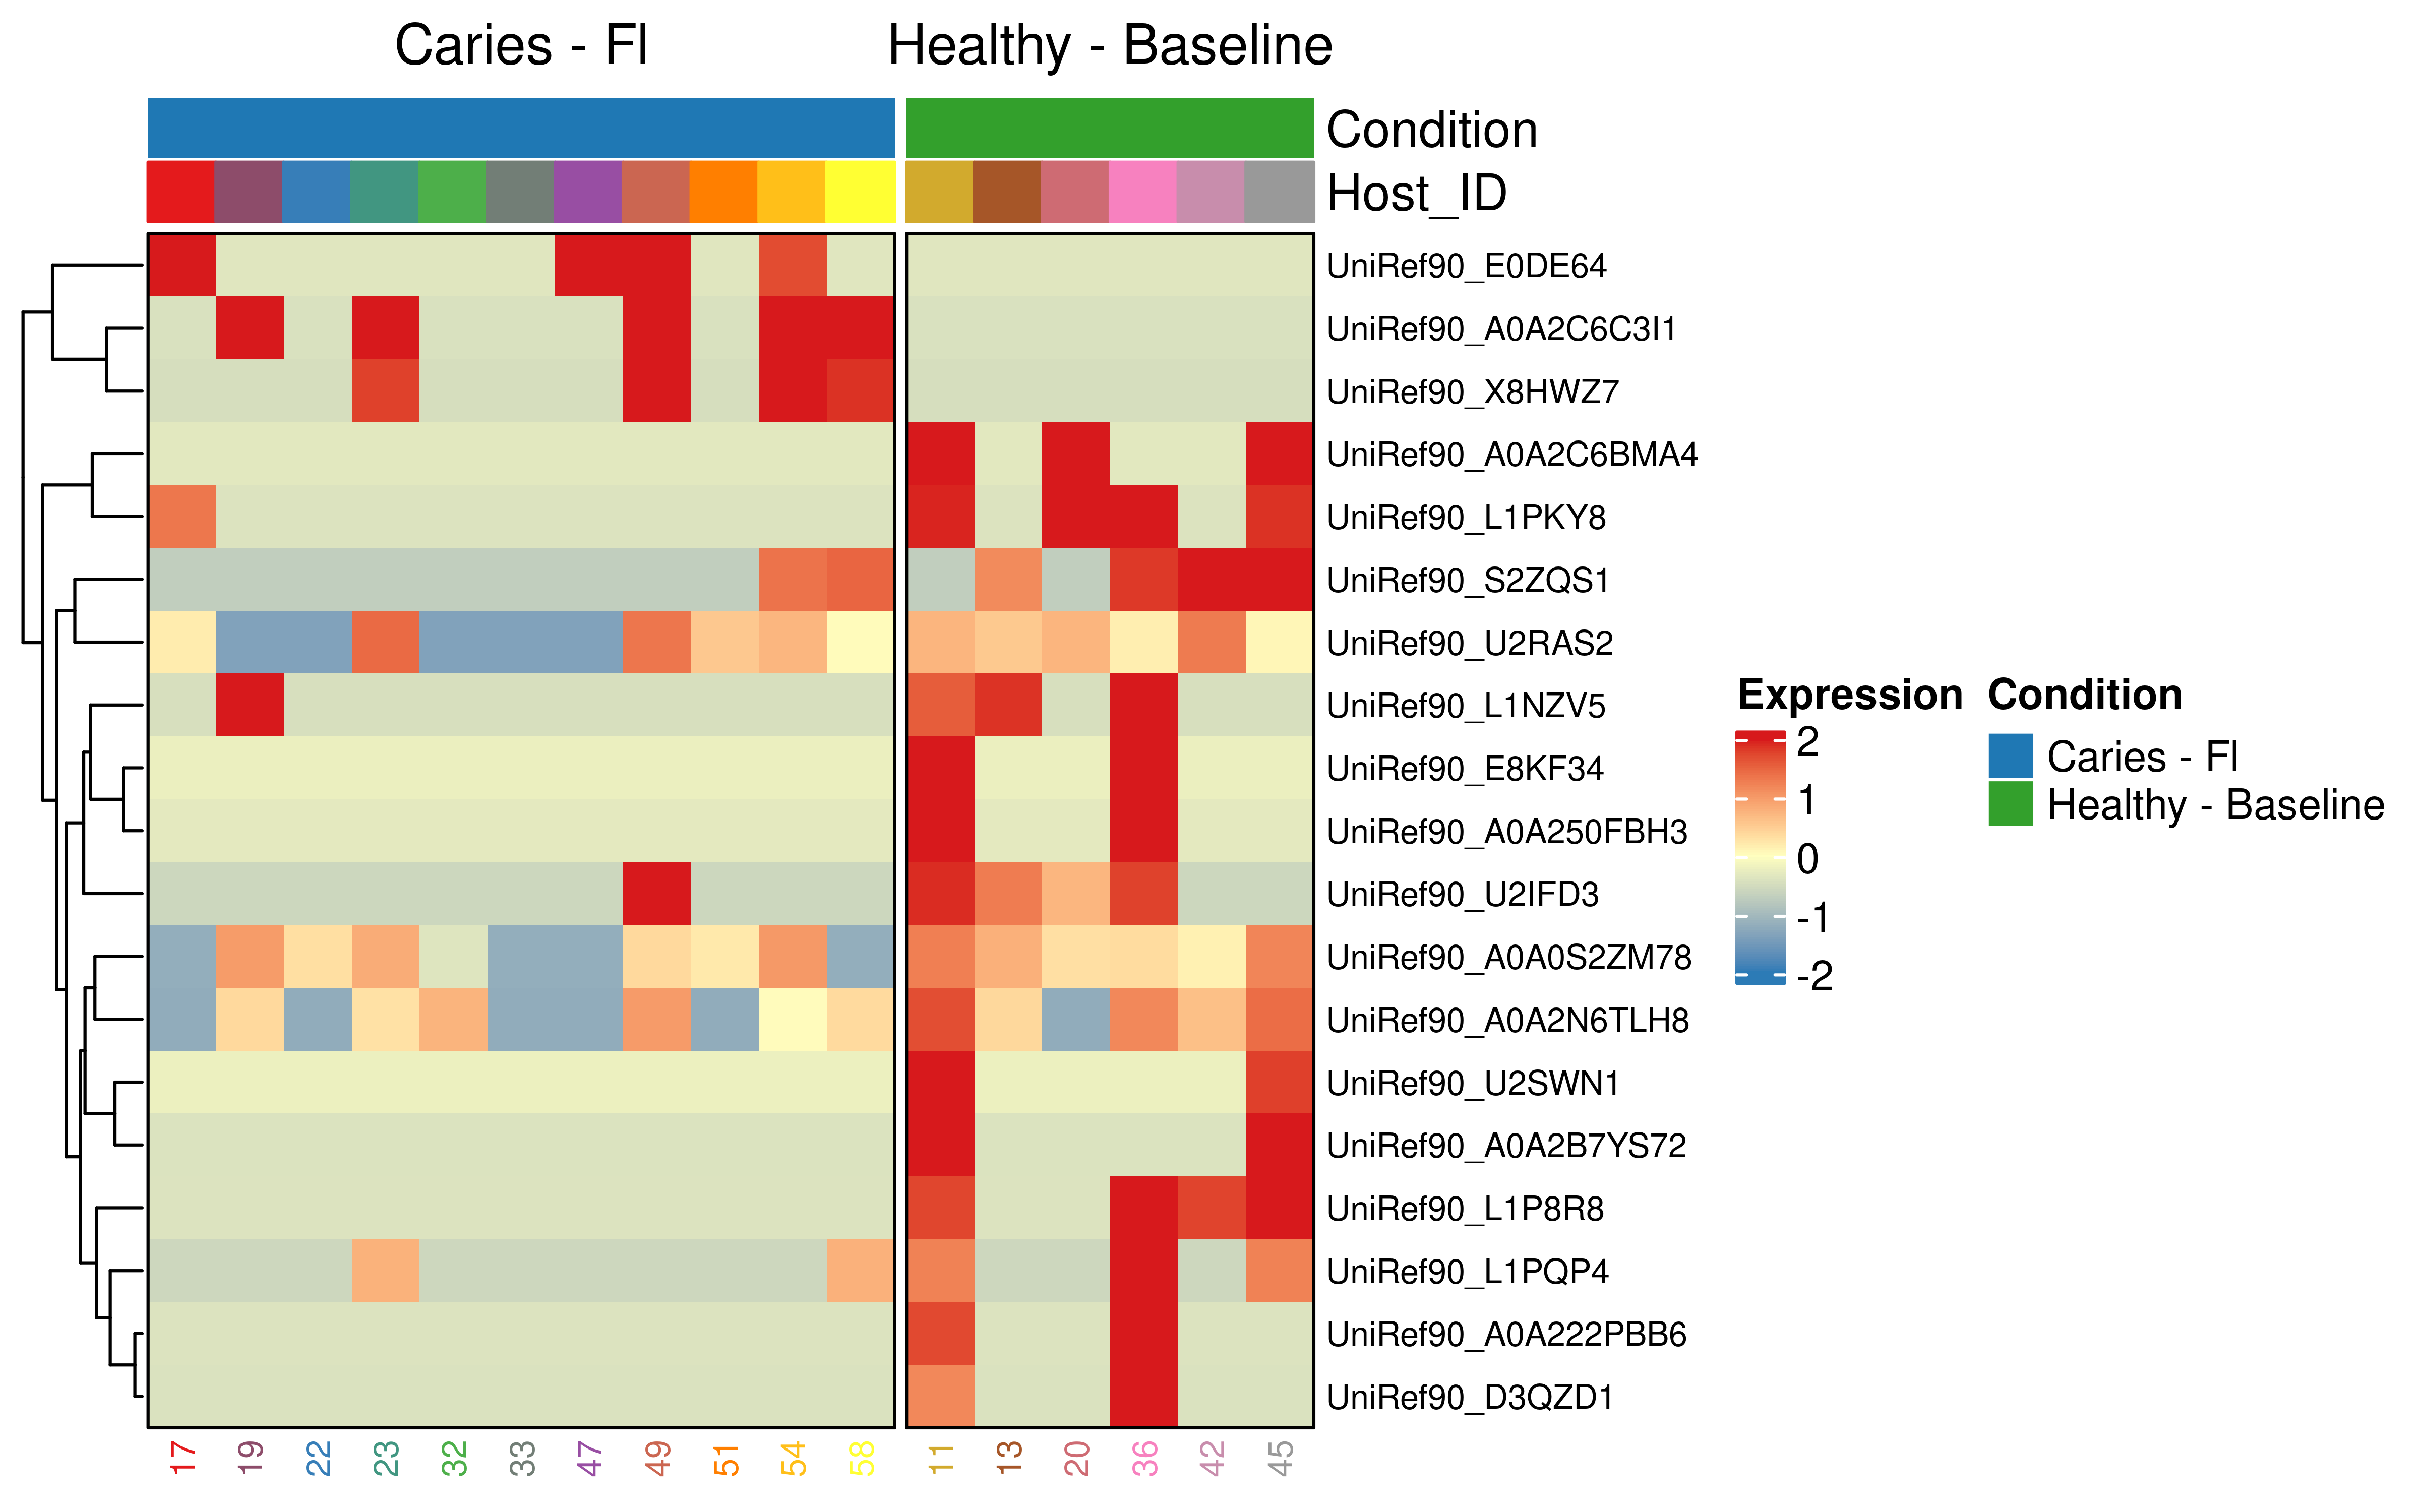 Caries - Fl
Healthy - Baseline
Condition
Host_ID
UniRef90_E0DE64
UniRef90_A0A2C6C3I1
UniRef90_X8HWZ7
UniRef90_A0A2C6BMA4
UniRef90_L1PKY8
UniRef90_S2ZQS1
UniRef90_U2RAS2
UniRef90_L1NZV5
UniRef90_E8KF34
UniRef90_A0A250FBH3
UniRef90_U2IFD3
UniRef90_A0A0S2ZM78
UniRef90_A0A2N6TLH8
UniRef90_U2SWN1
UniRef90_A0A2B7YS72
UniRef90_L1P8R8
UniRef90_L1PQP4
UniRef90_A0A222PBB6
UniRef90_D3QZD1
17 19 22 23 32 33 47 49 51 54 58 11 13 20 36 42 45
Expression
2
1
0
-1
-2
Condition
Caries - Fl
Healthy - Baseline